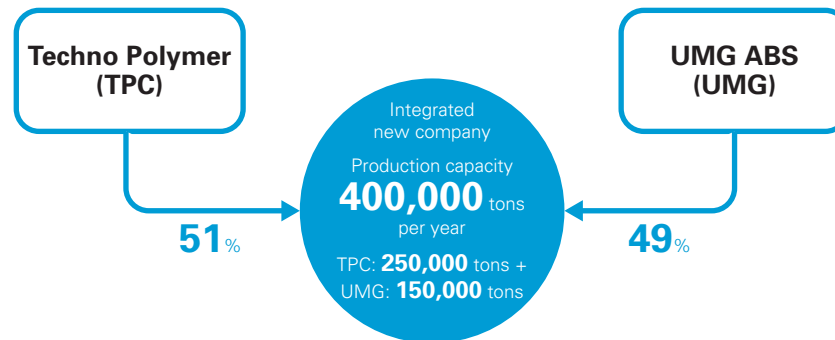 Techno Polymer
(TPC)
UMG ABS
(UMG)
Integrated
new company
Production capacity
400,000 tons
per year
TPC: 250,000 tons +
UMG: 150,000 tons
51%
49%